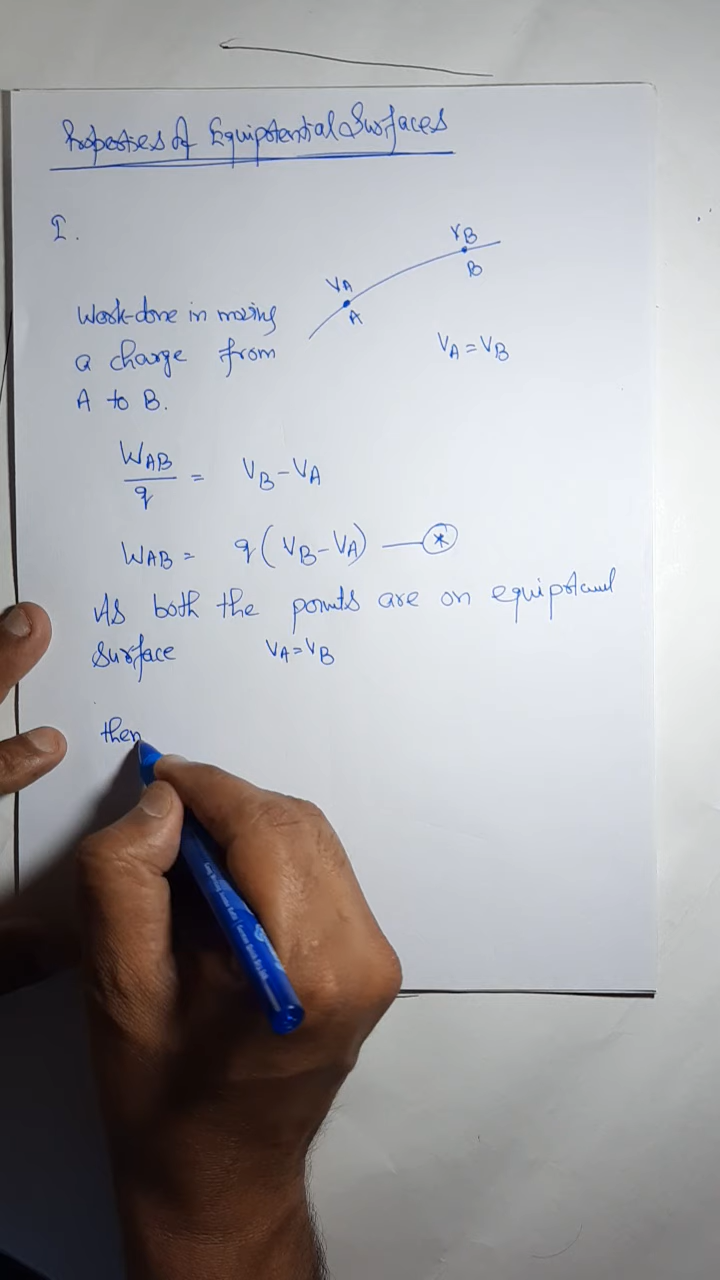 Properties of Equipotential Surfaces
I.
VA
A
VB
B
VA = VB
Work-done in moving
a charge from
A to B.
WAB/q = VB - VA
WAB = q(VB - VA) — *
As both the points are on
surface VA = VB
then